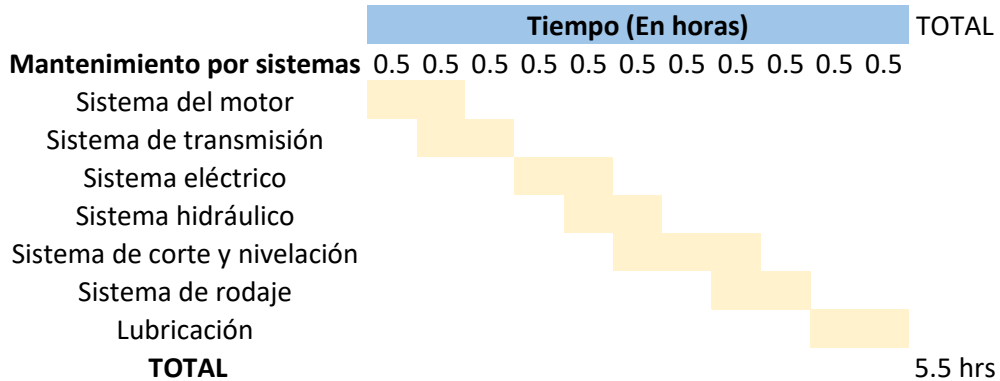 Tiempo (En horas) TOTAL
Mantenimiento por sistemas 0.5 0.5 0.5 0.5 0.5 0.5 0.5 0.5 0.5 0.5 0.5
Sistema del motor
Sistema de transmisión
Sistema eléctrico
Sistema hidráulico
Sistema de corte y nivelación
Sistema de rodaje
Lubricación
TOTAL 5.5 hrs